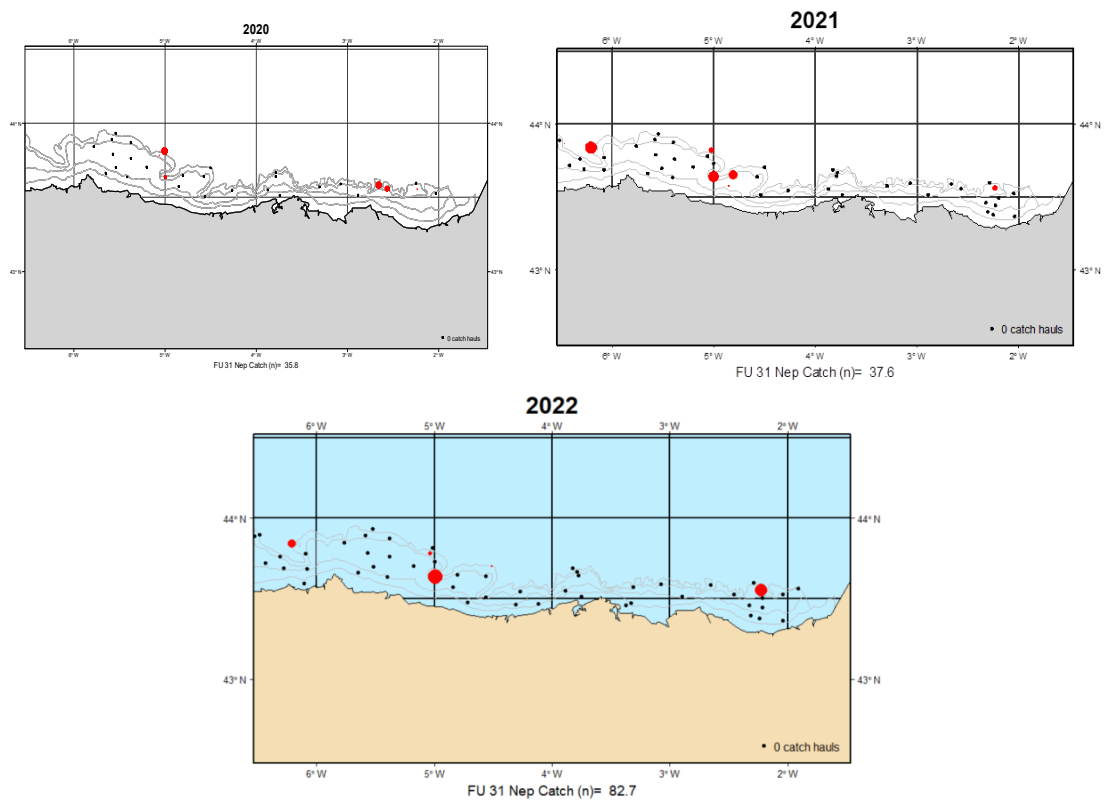 2020
6° W 5° W 4° W 3° W 2° W
44° N 44° N
43° N 43° N
0 catch hauls
6° W 5° W 4° W 3° W 2° W
FU 31 Nep Catch (n)= 35.8
2021
6° W 5° W 4° W 3° W 2° W
44° N 44° N
43° N 43° N
0 catch hauls
6° W 5° W 4° W 3° W 2° W
FU 31 Nep Catch (n)= 37.6
2022
6° W 5° W 4° W 3° W 2° W
44° N 44° N
43° N 43° N
0 catch hauls
6° W 5° W 4° W 3° W 2° W
FU 31 Nep Catch (n)= 82.7